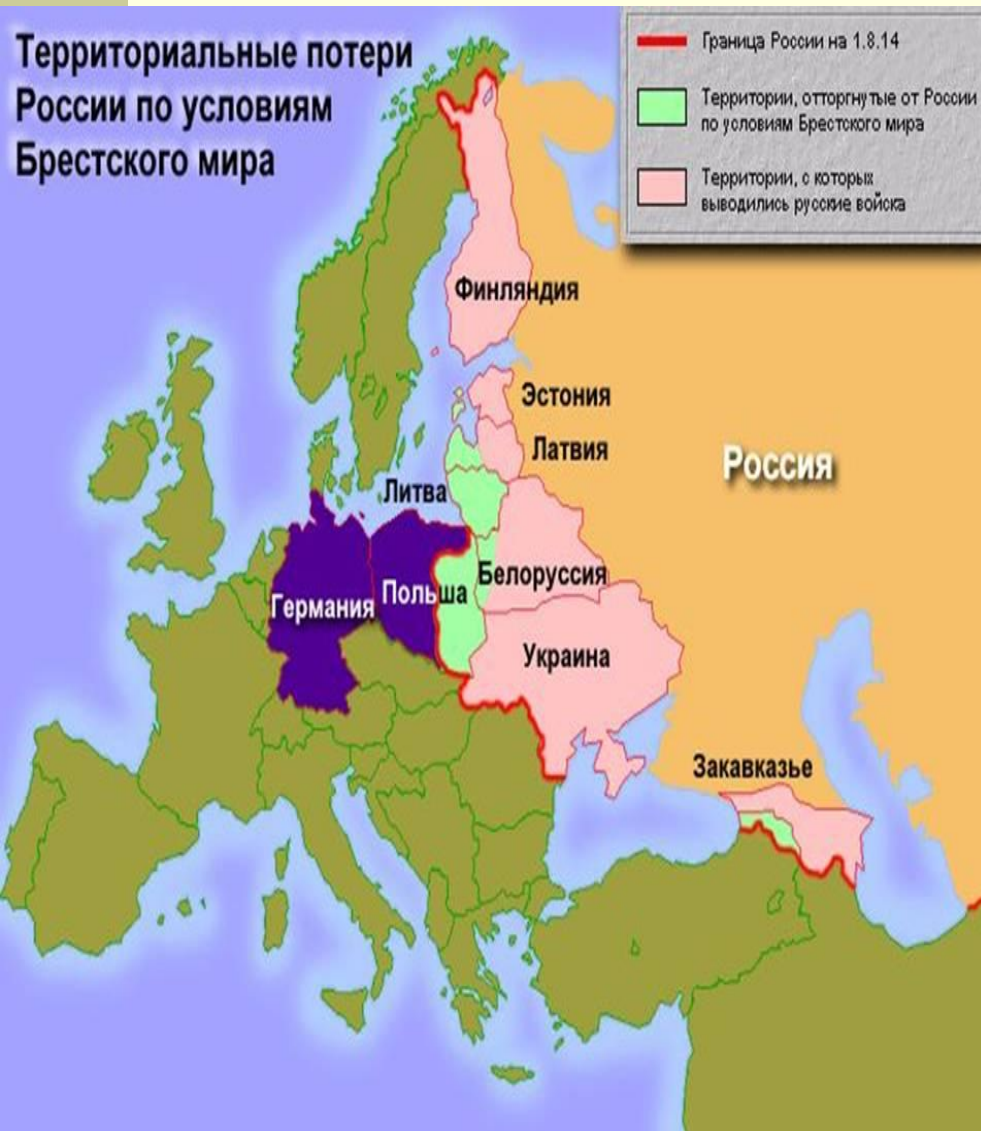 Территориальные потери
России по условиям
Брестского мира
Граница России на 1.8.14
Территории, отторгнутые от России
по условиям Брестского мира
Территории, с которых
выводились русские войска
Финляндия
Эстония
Латвия
Россия
Литва
Белоруссия
Польша
Германия
Украина
Закавказье